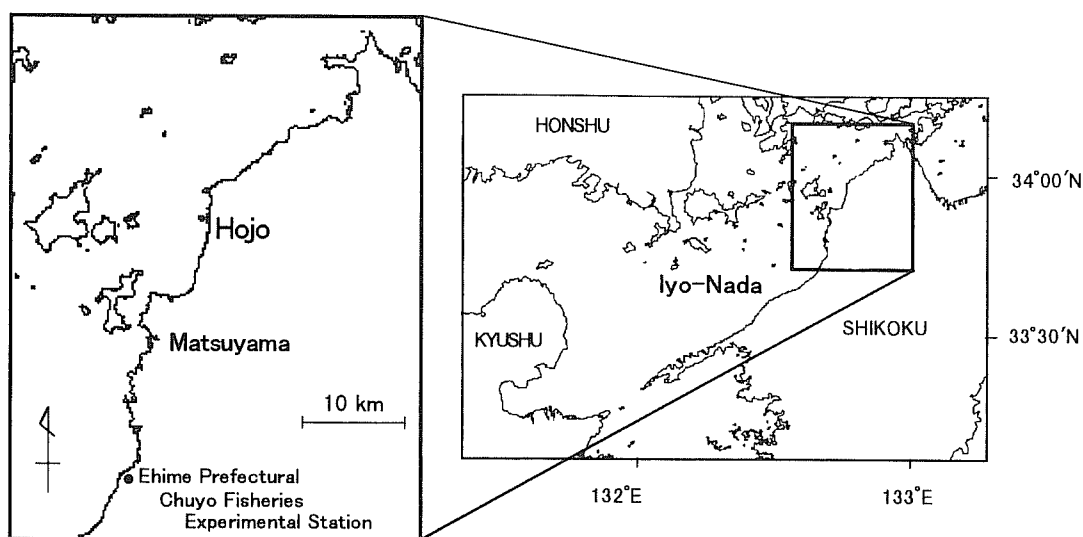 Hojo
Matsuyama
10 km
Ehime Prefectural
Chuyo Fisheries
Experimental Station
HONSHU
Iyo-Nada
KYUSHU
SHIKOKU
34°00′N
33°30′N
132°E
133°E